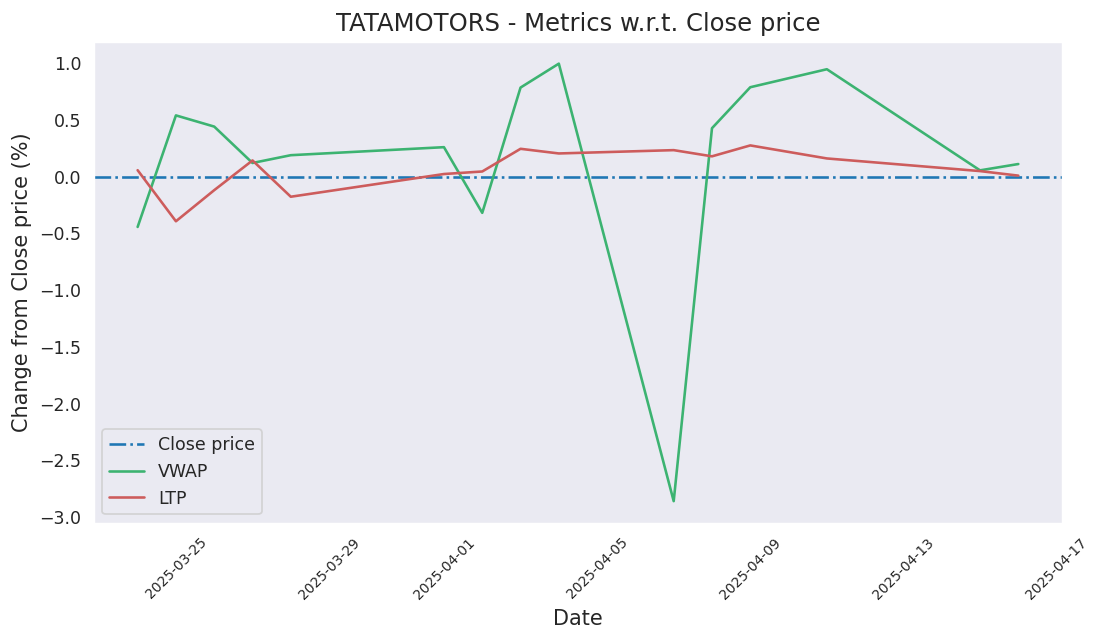 TATAMOTORS - Metrics w.r.t. Close price
Change from Close price (%)
1.0
0.5
0.0
−0.5
−1.0
−1.5
−2.0
−2.5
−3.0
Close price
VWAP
LTP
2025-03-25
2025-03-29
2025-04-01
2025-04-05
2025-04-09
2025-04-13
2025-04-17
Date